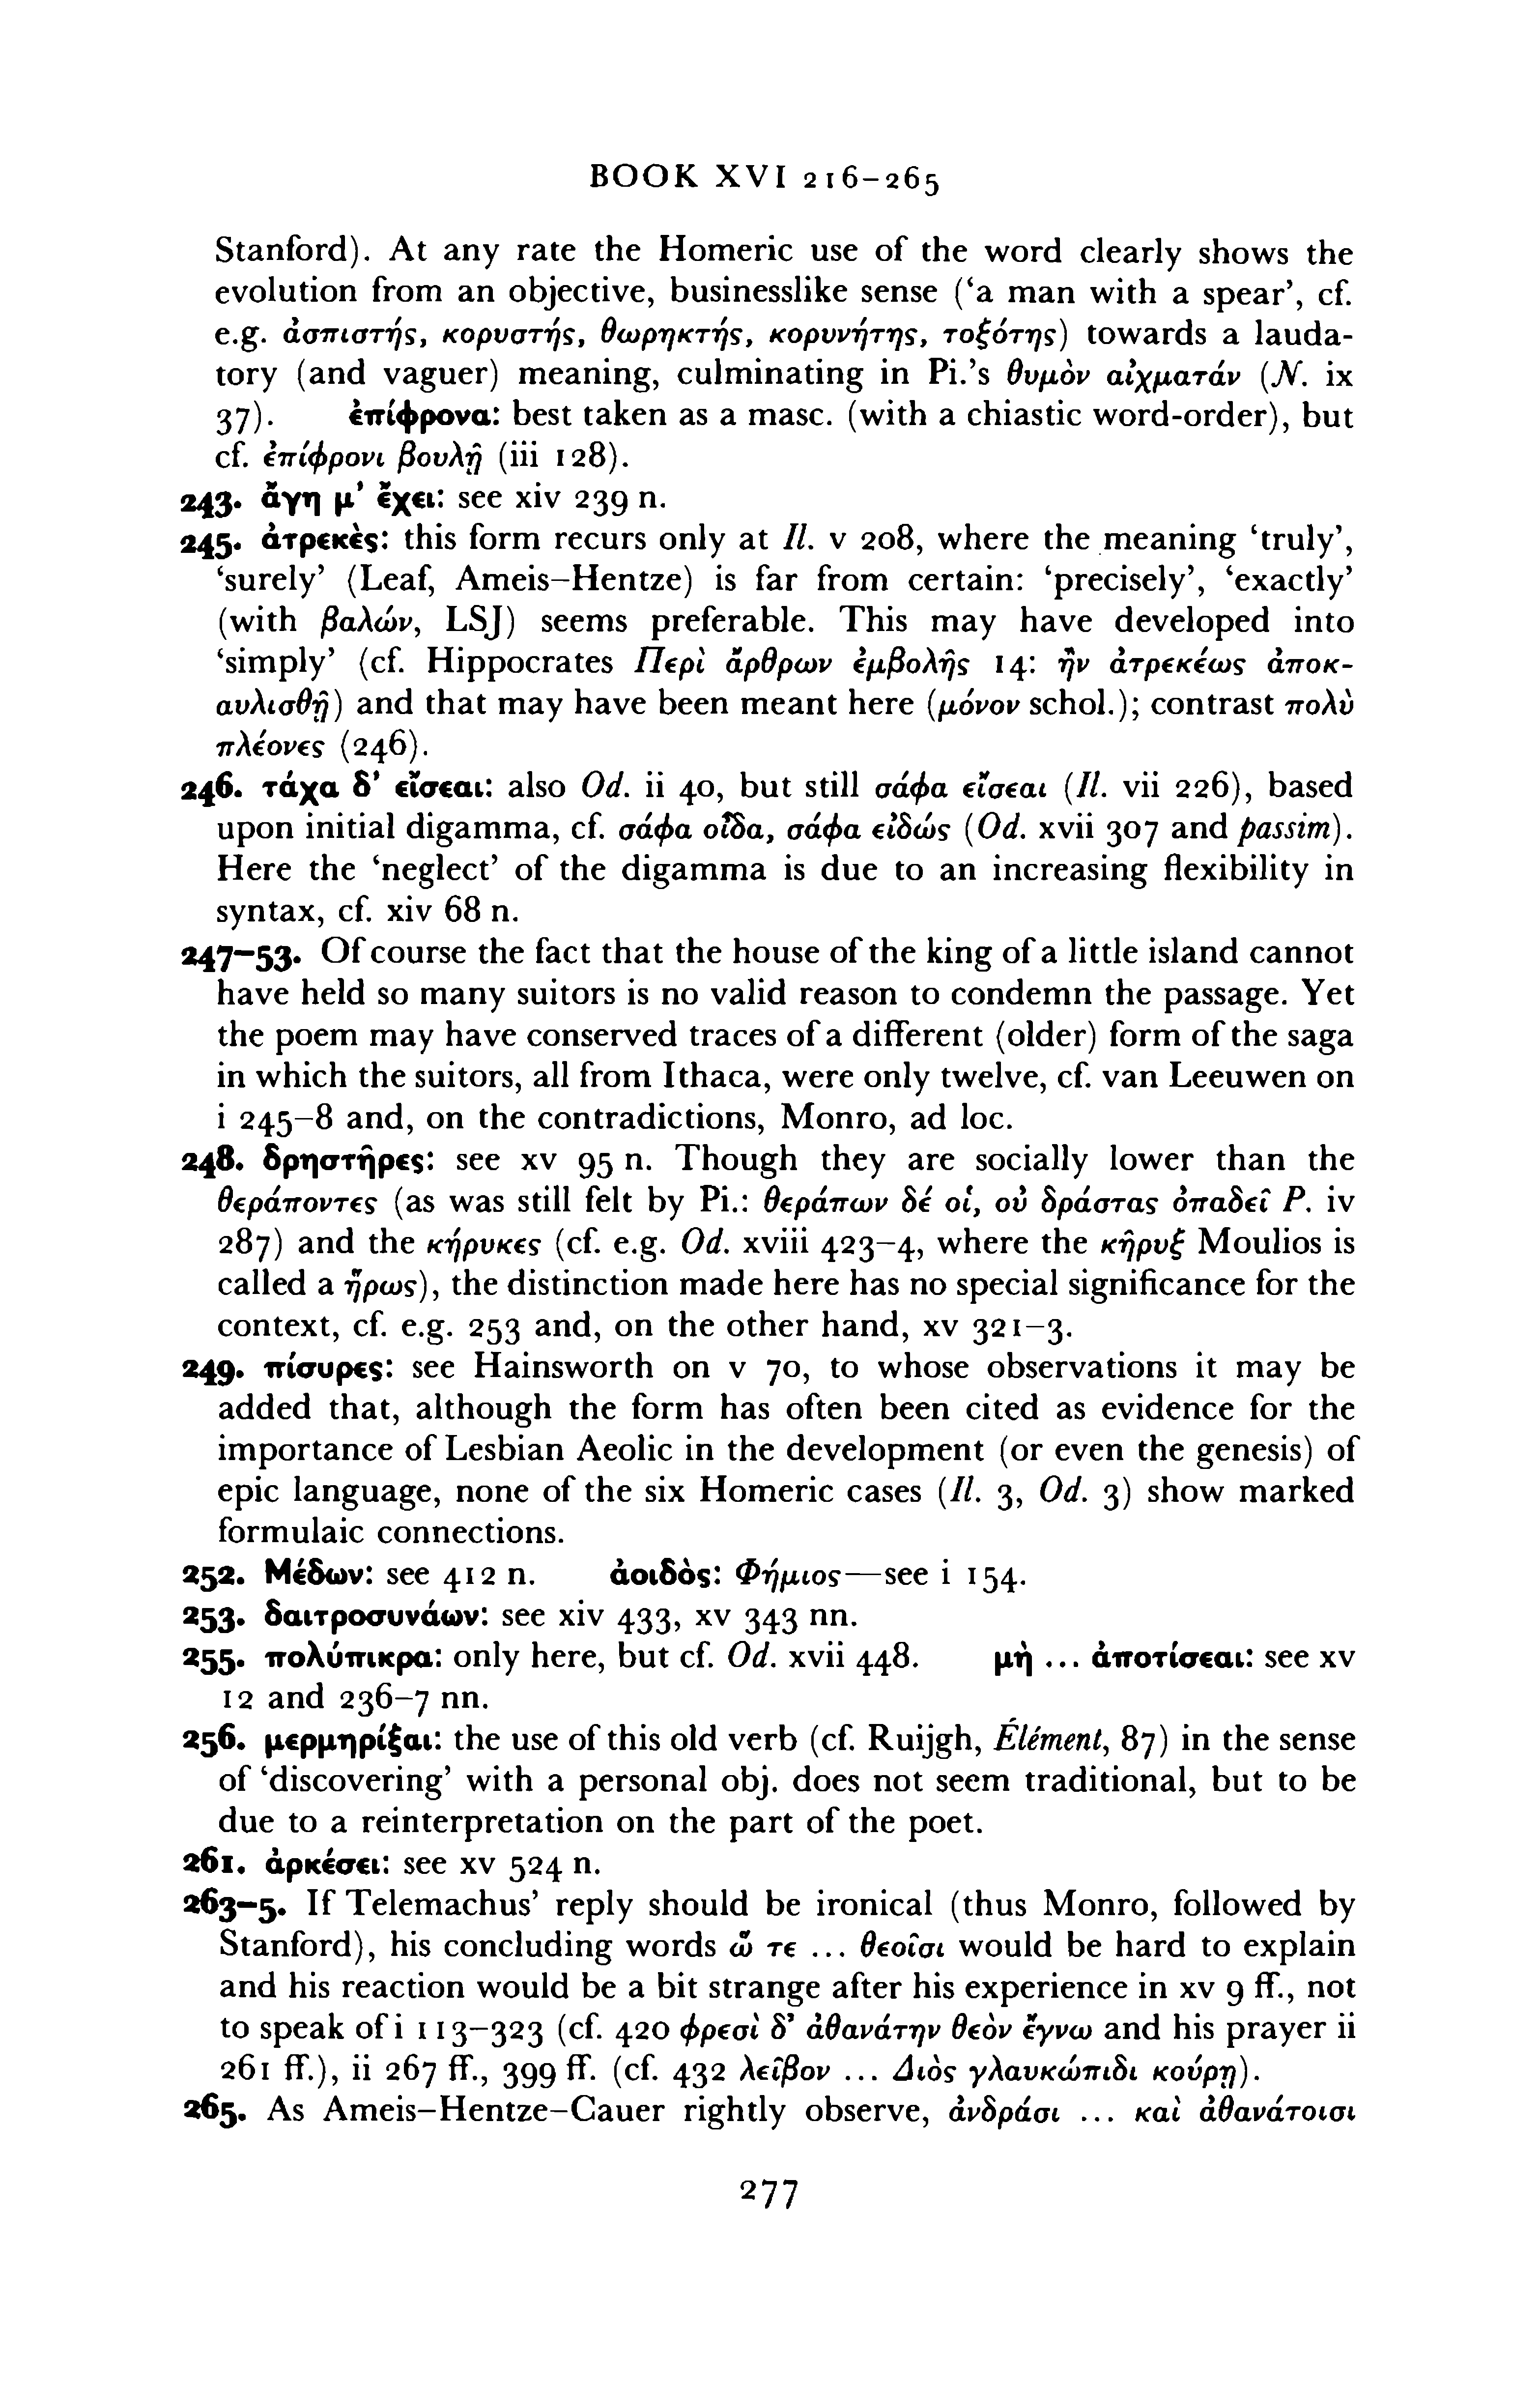 BOOK XVI 216–265
Stanford). At any rate the Homeric use of the word clearly shows the
evolution from an objective, businesslike sense (‘a man with a spear’, cf.
e.g. ἀσπιστής, κορυστής, θωρηκτής, κορυνήτης, τοξότης) towards a lauda-
tory (and vaguer) meaning, culminating in Pi.’s θυμὸν αἰχματάν (N. ix
37). ἐπίφρονα: best taken as a masc. (with a chiastic word-order), but
cf. ἐπίφρονι βουλῇ (iii 128).
243. ἄγη μ’ ἔχει: see xiv 239 n.
245. ἀτρεκὲς: this form recurs only at Il. v 208, where the meaning ‘truly’,
‘surely’ (Leaf, Ameis–Hentze) is far from certain: ‘precisely’, ‘exactly’
(with βαλών, LSJ) seems preferable. This may have developed into
‘simply’ (cf. Hippocrates Περὶ ἄρθρων ἐμβολῆς 14: ἢν ἀτρεκέως ἀποκ-
αυλισθῇ) and that may have been meant here (μόνον schol.); contrast πολὺ
πλέονες (246).
246. τάχα δ’ εἴσεαι: also Od. ii 40, but still σάφα εἴσεαι (Il. vii 226), based
upon initial digamma, cf. σάφα οἶδα, σάφα εἰδώς (Od. xvii 307 and passim).
Here the ‘neglect’ of the digamma is due to an increasing flexibility in
syntax, cf. xiv 68 n.
247–53. Of course the fact that the house of the king of a little island cannot
have held so many suitors is no valid reason to condemn the passage. Yet
the poem may have conserved traces of a different (older) form of the saga
in which the suitors, all from Ithaca, were only twelve, cf. van Leeuwen on
i 245–8 and, on the contradictions, Monro, ad loc.
248. δρηστῆρες: see xv 95 n. Though they are socially lower than the
θεράποντες (as was still felt by Pi.: θεράπων δέ οἱ, οὐ δράστας ὀπαδεῖ P. iv
287) and the κήρυκες (cf. e.g. Od. xviii 423–4, where the κῆρυξ Moulios is
called a ἥρως), the distinction made here has no special significance for the
context, cf. e.g. 253 and, on the other hand, xv 321–3.
249. πίσυρες: see Hainsworth on v 70, to whose observations it may be
added that, although the form has often been cited as evidence for the
importance of Lesbian Aeolic in the development (or even the genesis) of
epic language, none of the six Homeric cases (Il. 3, Od. 3) show marked
formulaic connections.
252. Μέδων: see 412 n. ἀοιδὸς: Φήμιος—see i 154.
253. δαιτροσυνάων: see xiv 433, xv 343 nn.
255. πολύπικρα: only here, but cf. Od. xvii 448. μὴ ... ἀποτίσεαι: see xv
12 and 236–7 nn.
256. μερμηρίξαι: the use of this old verb (cf. Ruijgh, Élément, 87) in the sense
of ‘discovering’ with a personal obj. does not seem traditional, but to be
due to a reinterpretation on the part of the poet.
261. ἀρκέσει: see xv 524 n.
263–5. If Telemachus’ reply should be ironical (thus Monro, followed by
Stanford), his concluding words ὥ τε ... θεοῖσι would be hard to explain
and his reaction would be a bit strange after his experience in xv 9 ff., not
to speak of i 113–323 (cf. 420 φρεσὶ δ’ ἀθανάτην θεὸν ἔγνω and his prayer ii
261 ff.), ii 267 ff., 399 ff. (cf. 432 λεῖβον ... Διὸς γλαυκώπιδι κούρῃ).
265. As Ameis–Hentze–Cauer rightly observe, ἀνδράσι ... καὶ ἀθανάτοισι
277